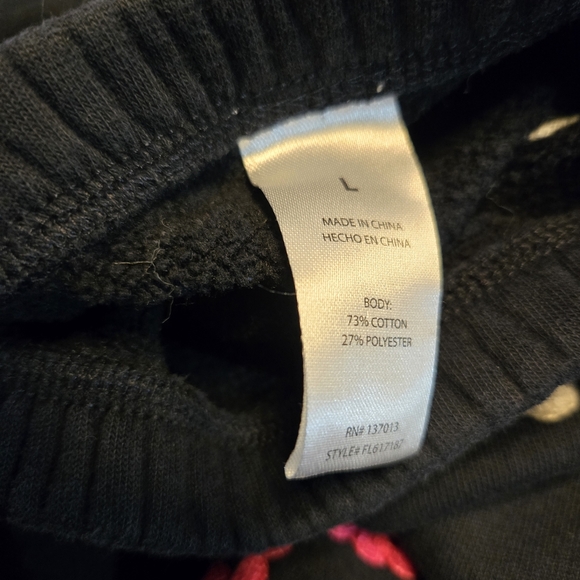 L
MADE IN CHINA
HECHO EN CHINA
BODY:
73% COTTON
27% POLYESTER
RN# 137013
STYLE# FL617187